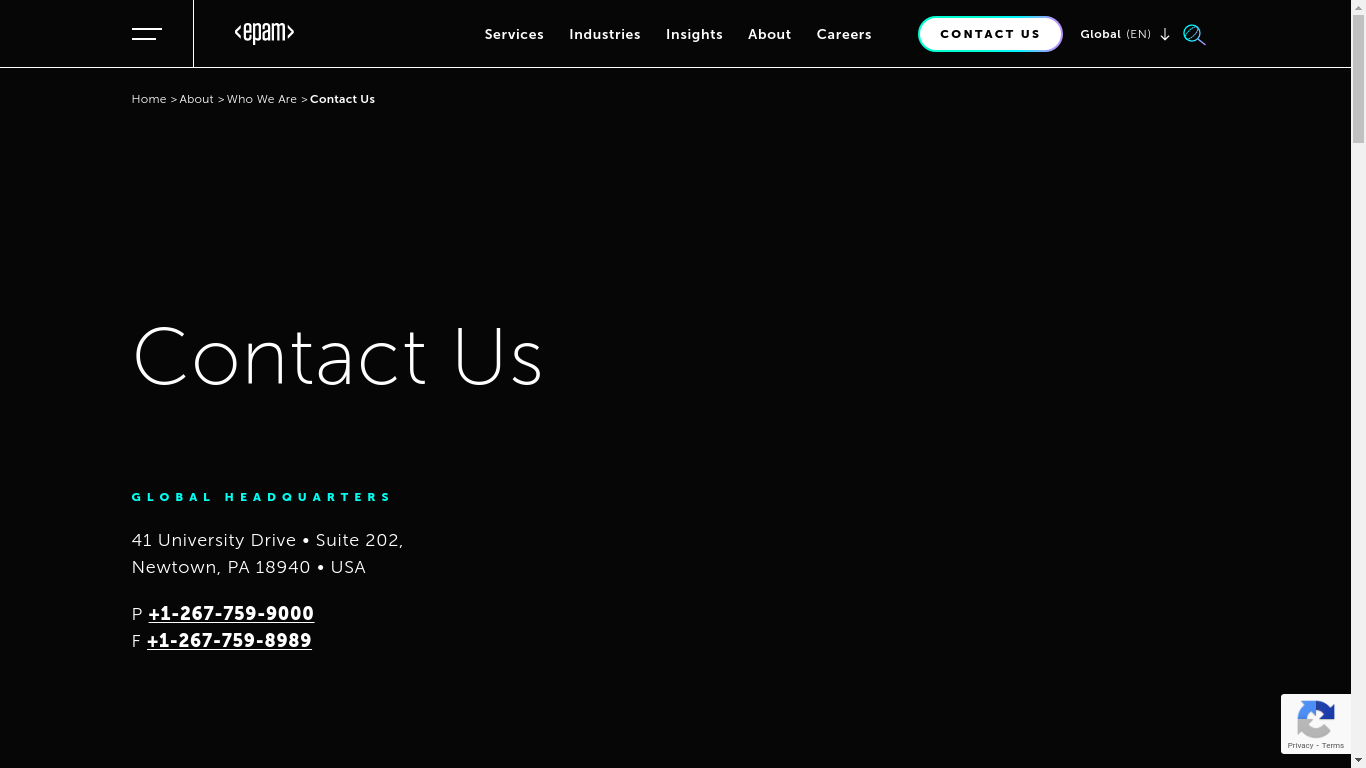 <epam>
Services Industries Insights About Careers CONTACT US Global (EN)
Home > About > Who We Are > Contact Us
Contact Us
GLOBAL HEADQUARTERS
41 University Drive • Suite 202,
Newtown, PA 18940 • USA
P +1-267-759-9000
F +1-267-759-8989
Privacy - Terms